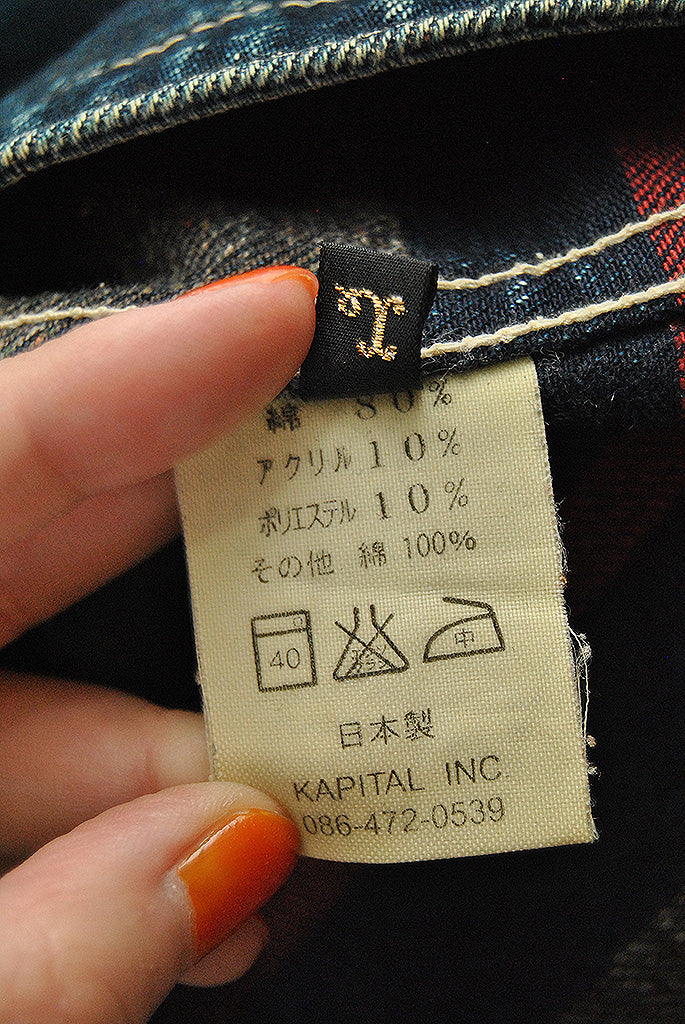 I
綿 80%
アクリル 10%
ポリエステル 10%
その他 綿 100%
40
中
日本製
KAPITAL INC
086-472-0539